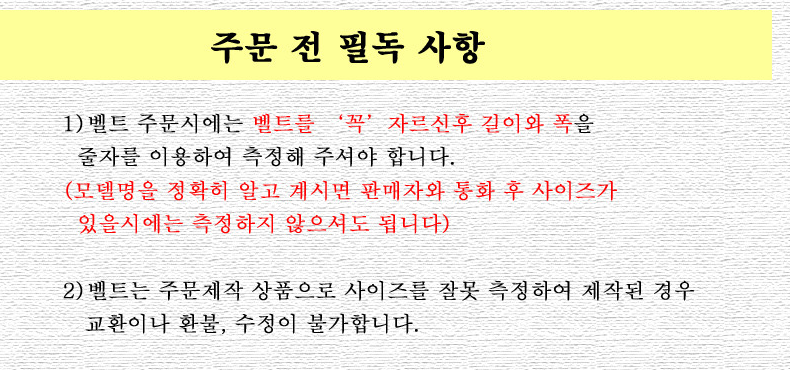 주문 전 필독 사항
1) 벨트 주문시에는 벨트를 ‘꼭’ 자르신후 길이와 폭을
줄자를 이용하여 측정해 주셔야 합니다.
(모델명을 정확히 알고 계시면 판매자와 통화 후 사이즈가
있을시에는 측정하지 않으셔도 됩니다)
2) 벨트는 주문제작 상품으로 사이즈를 잘못 측정하여 제작된 경우
교환이나 환불, 수정이 불가합니다.